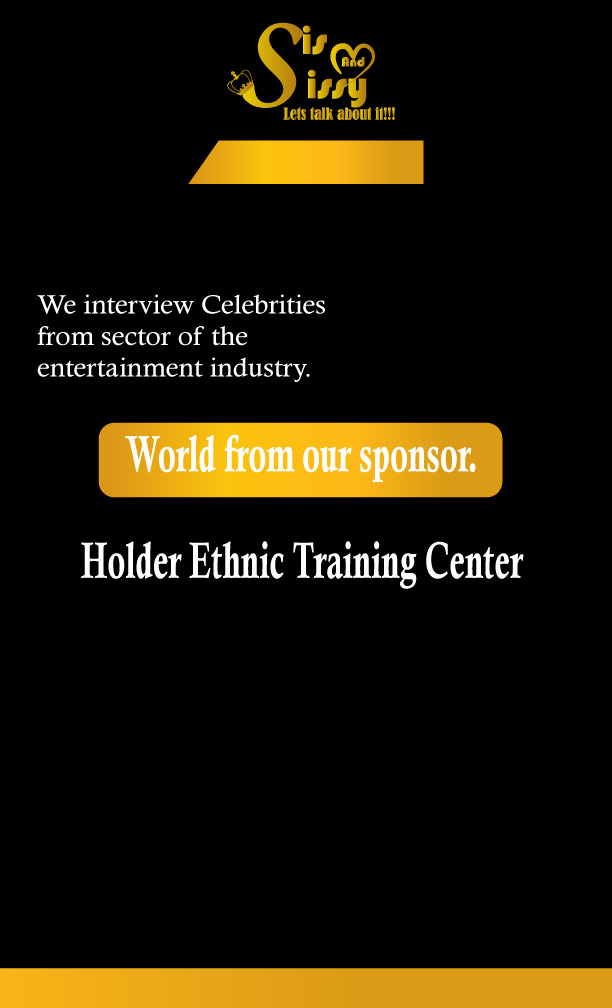 Sis
And
Sissy
Lets talk about it!!!
We interview Celebrities
from sector of the
entertainment industry.
World from our sponsor.
Holder Ethnic Training Center